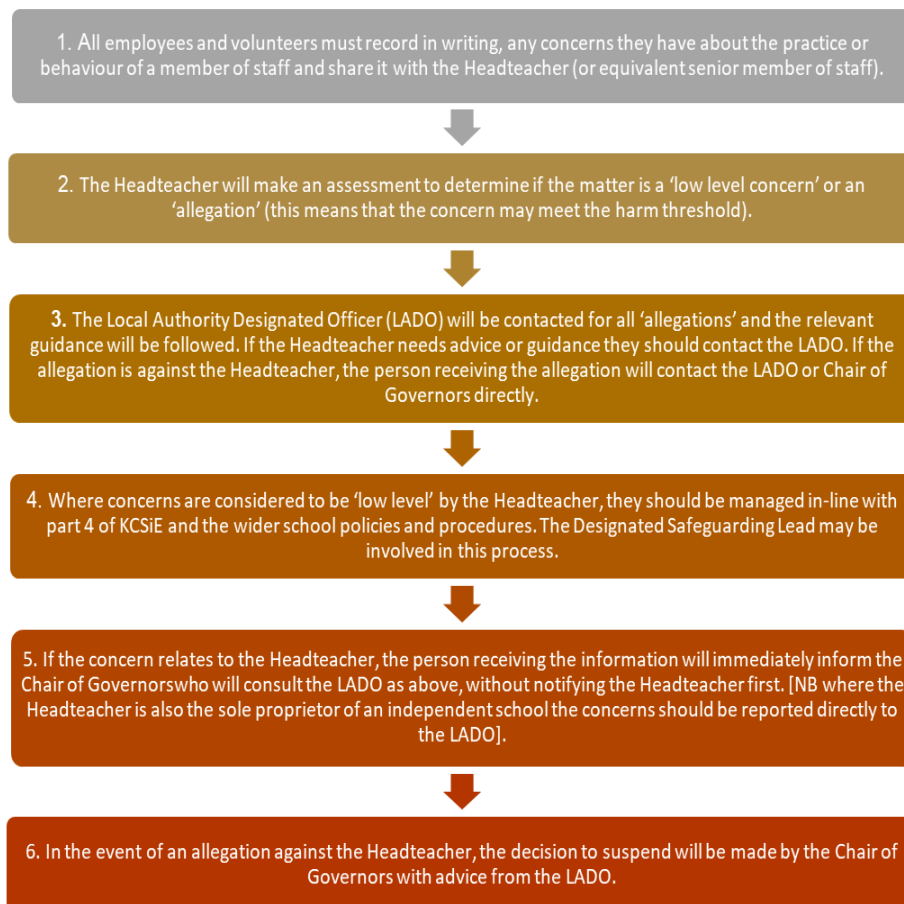 1. All employees and volunteers must record in writing, any concerns they have about the practice or
behaviour of a member of staff and share it with the Headteacher (or equivalent senior member of staff).
2. The Headteacher will make an assessment to determine if the matter is a ‘low level concern’ or an
‘allegation’ (this means that the concern may meet the harm threshold).
3. The Local Authority Designated Officer (LADO) will be contacted for all ‘allegations’ and the relevant
guidance will be followed. If the Headteacher needs advice or guidance they should contact the LADO. If the
allegation is against the Headteacher, the person receiving the allegation will contact the LADO or Chair of
Governors directly.
4. Where concerns are considered to be ‘low level’ by the Headteacher, they should be managed in-line with
part 4 of KCSiE and the wider school policies and procedures. The Designated Safeguarding Lead may be
involved in this process.
5. If the concern relates to the Headteacher, the person receiving the information will immediately inform the
Chair of Governorswho will consult the LADO as above, without notifying the Headteacher first. [NB where the
Headteacher is also the sole proprietor of an independent school the concerns should be reported directly to
the LADO].
6. In the event of an allegation against the Headteacher, the decision to suspend will be made by the Chair of
Governors with advice from the LADO.